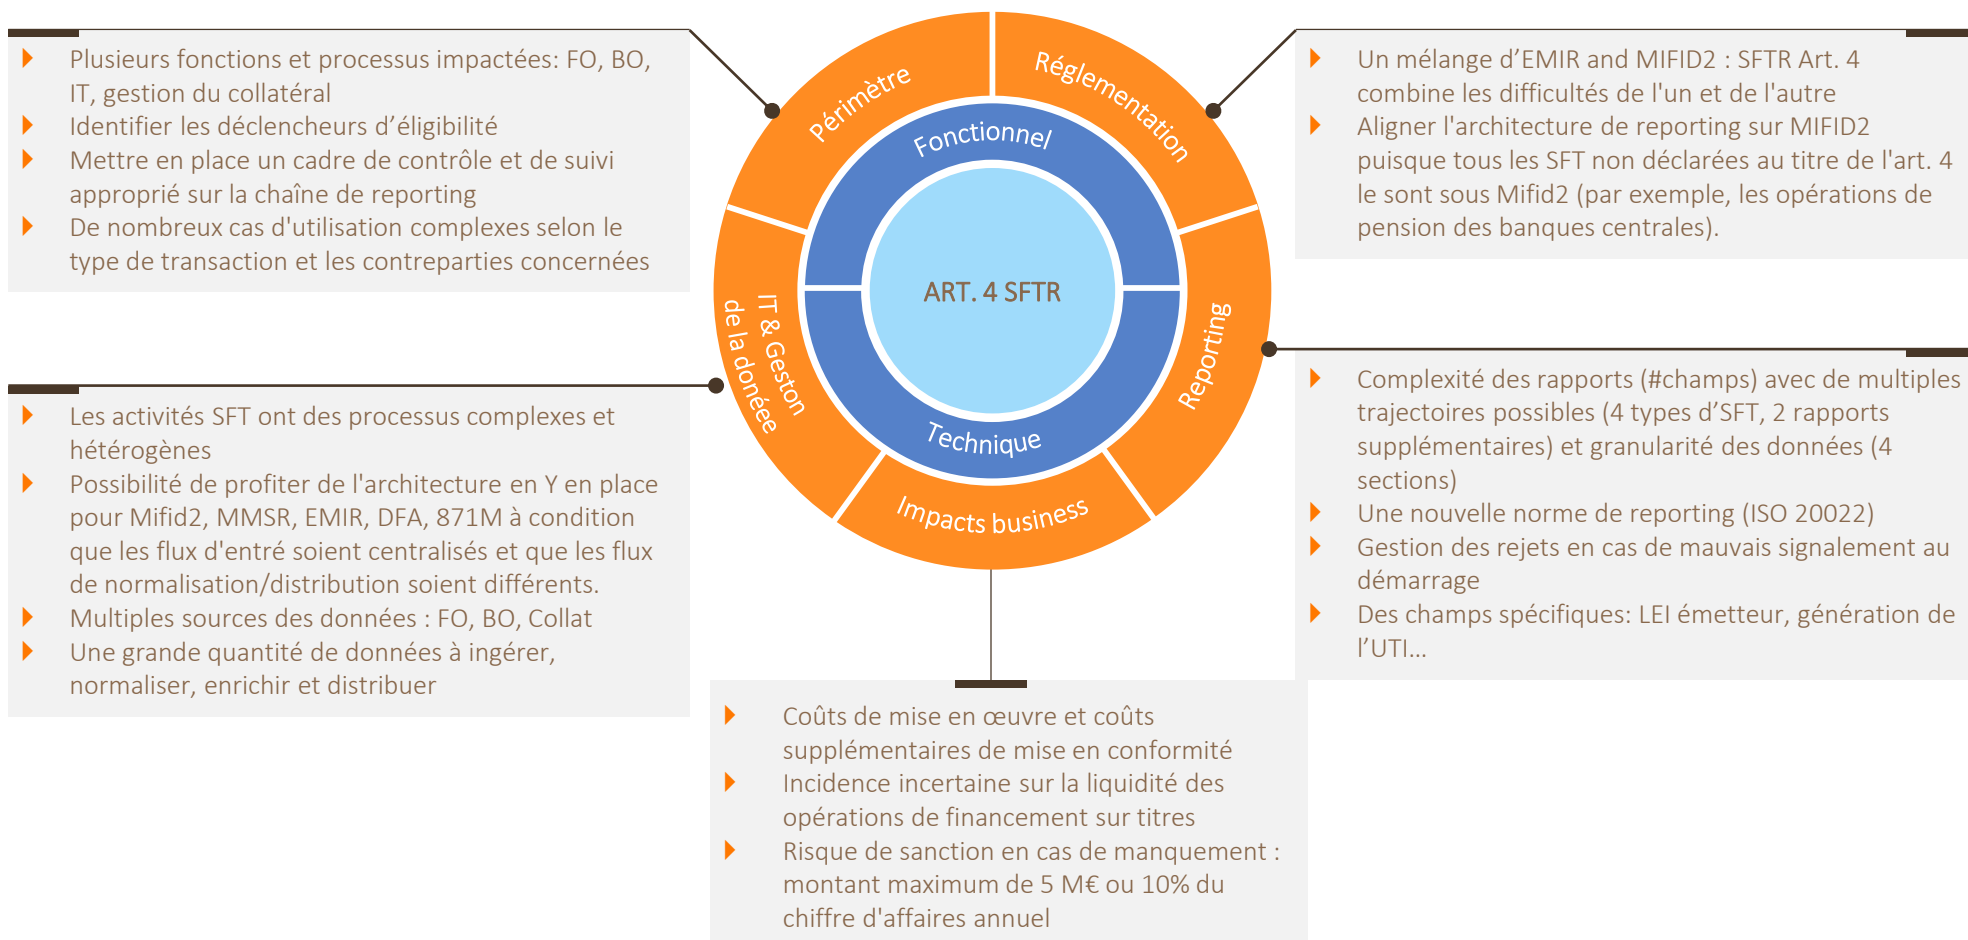 Plusieurs fonctions et processus impactées: FO, BO,
IT, gestion du collatéral
Identifier les déclencheurs d’éligibilité
Mettre en place un cadre de contrôle et de suivi
approprié sur la chaîne de reporting
De nombreux cas d'utilisation complexes selon le
type de transaction et les contreparties concernées
Périmètre
Réglementation
Fonctionnel
ART. 4 SFTR
Technique
IT & Geston
de la donnée
Reporting
Impacts business
Un mélange d’EMIR and MIFID2 : SFTR Art. 4
combine les difficultés de l'un et de l'autre
Aligner l'architecture de reporting sur MIFID2
puisque tous les SFT non déclarées au titre de l'art. 4
le sont sous Mifid2 (par exemple, les opérations de
pension des banques centrales).
Les activités SFT ont des processus complexes et
hétérogènes
Possibilité de profiter de l'architecture en Y en place
pour Mifid2, MMSR, EMIR, DFA, 871M à condition
que les flux d'entré soient centralisés et que les flux
de normalisation/distribution soient différents.
Multiples sources des données : FO, BO, Collat
Une grande quantité de données à ingérer,
normaliser, enrichir et distribuer
Complexité des rapports (#champs) avec de multiples
trajectoires possibles (4 types d’SFT, 2 rapports
supplémentaires) et granularité des données (4
sections)
Une nouvelle norme de reporting (ISO 20022)
Gestion des rejets en cas de mauvais signalement au
démarrage
Des champs spécifiques: LEI émetteur, génération de
l’UTI…
Coûts de mise en œuvre et coûts
supplémentaires de mise en conformité
Incidence incertaine sur la liquidité des
opérations de financement sur titres
Risque de sanction en cas de manquement :
montant maximum de 5 M€ ou 10% du
chiffre d'affaires annuel